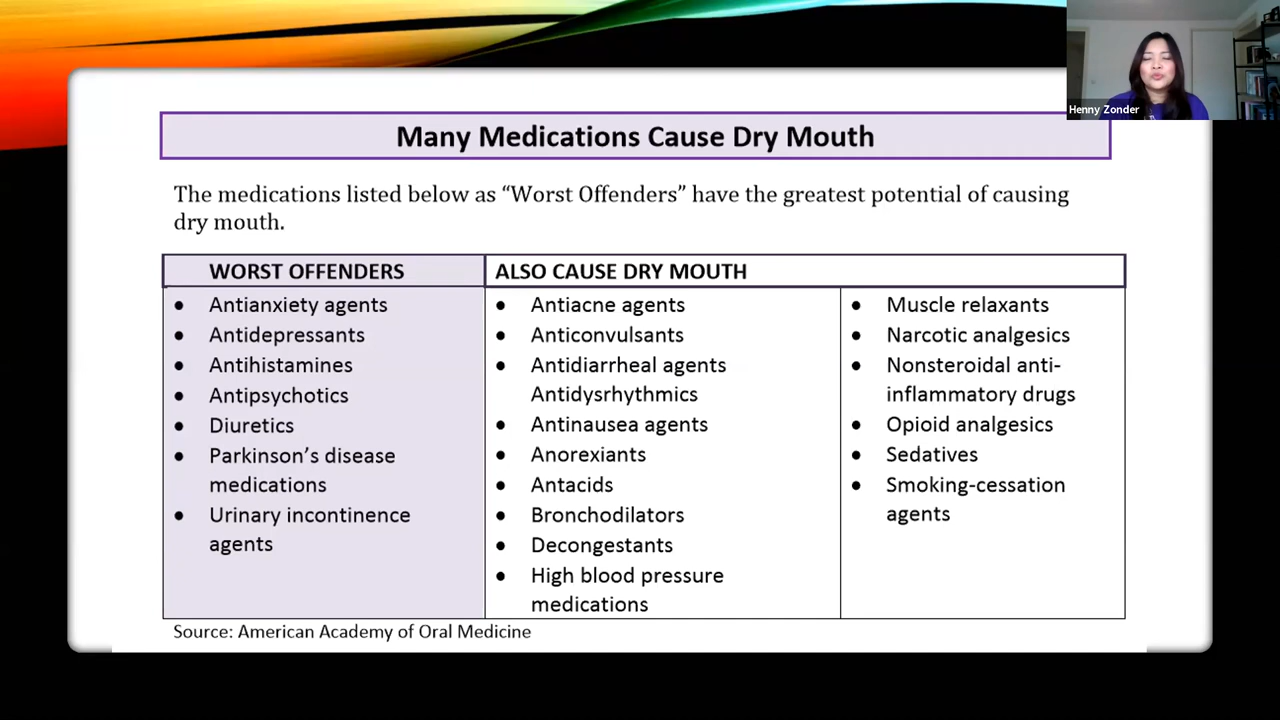 Henny Zonder
Many Medications Cause Dry Mouth
The medications listed below as “Worst Offenders” have the greatest potential of causing
dry mouth.
WORST OFFENDERS
• Antianxiety agents
• Antidepressants
• Antihistamines
• Antipsychotics
• Diuretics
• Parkinson’s disease
medications
• Urinary incontinence
agents
ALSO CAUSE DRY MOUTH
• Antiacne agents
• Anticonvulsants
• Antidiarrheal agents
Antidysrhythmics
• Antinausea agents
• Anorexiants
• Antacids
• Bronchodilators
• Decongestants
• High blood pressure
medications
• Muscle relaxants
• Narcotic analgesics
• Nonsteroidal anti-
inflammatory drugs
• Opioid analgesics
• Sedatives
• Smoking-cessation
agents
Source: American Academy of Oral Medicine